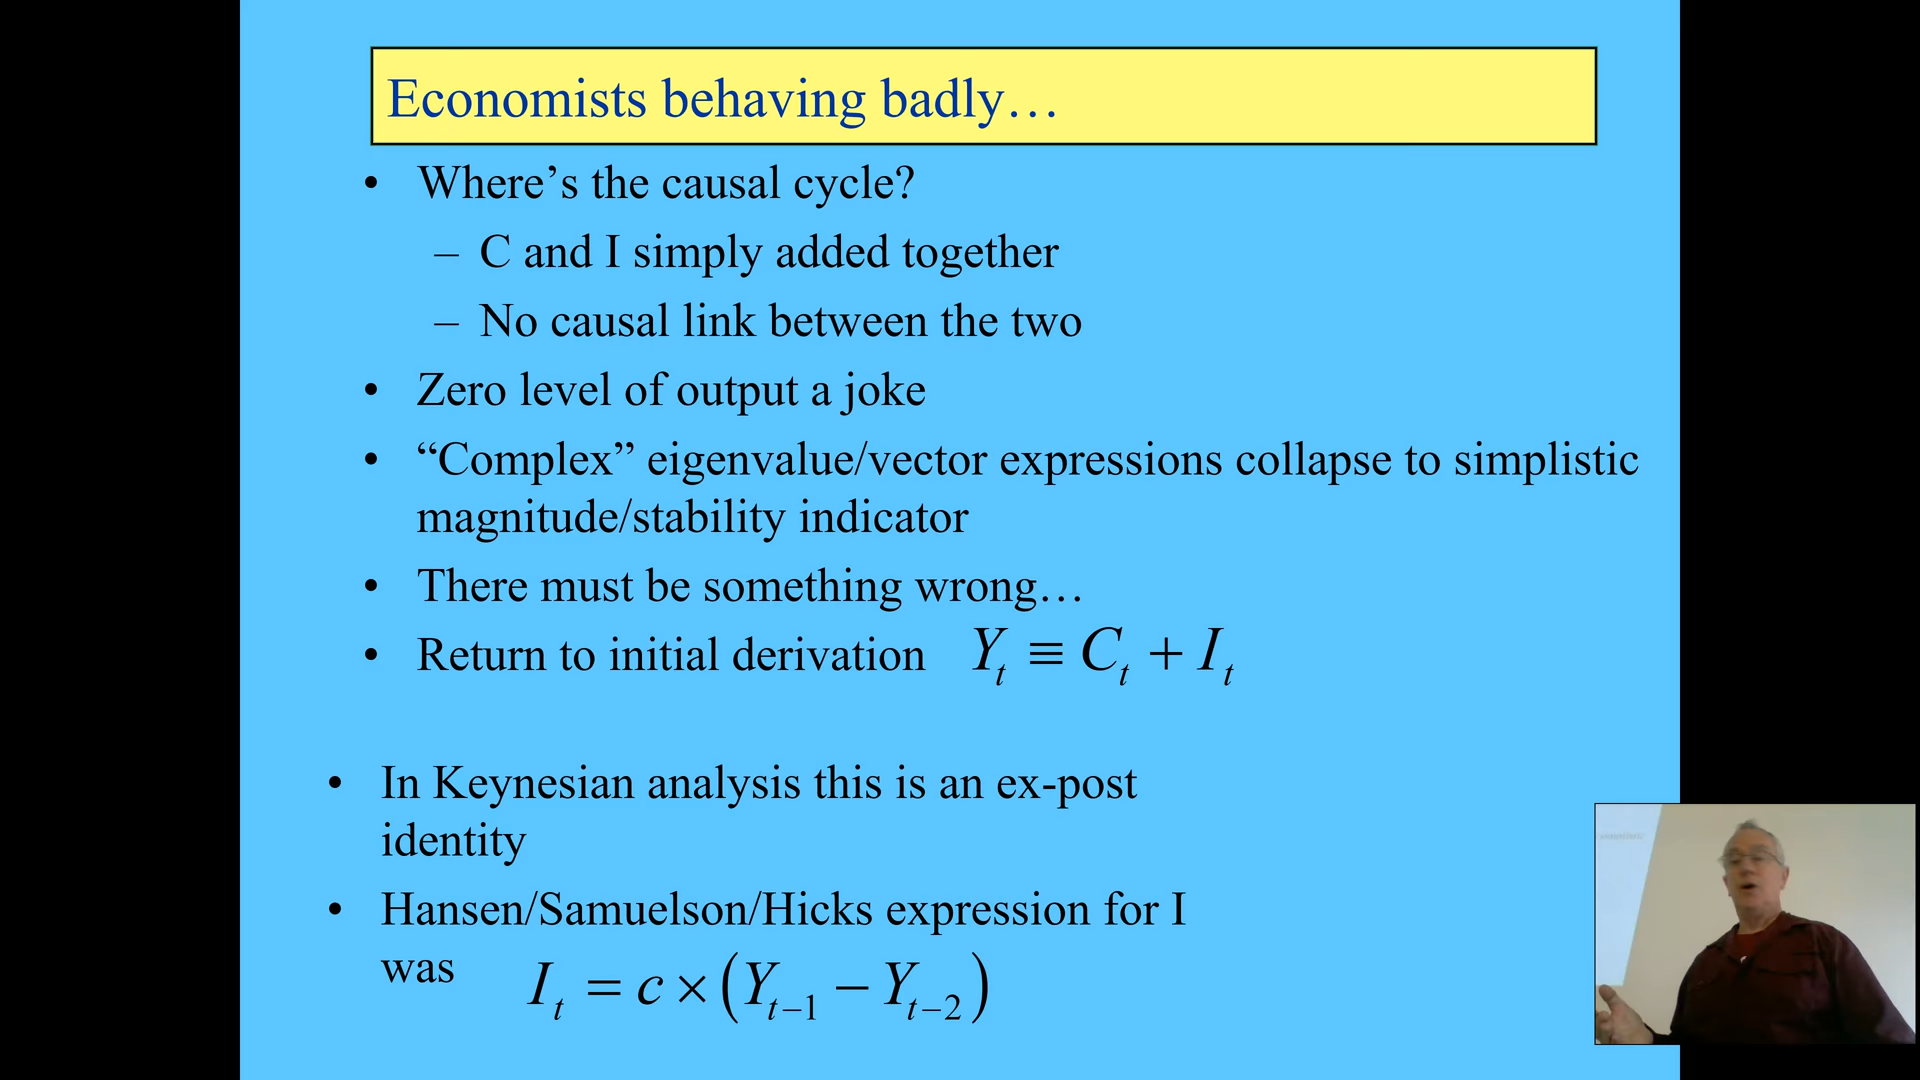 Economists behaving badly…
• Where’s the causal cycle?
– C and I simply added together
– No causal link between the two
• Zero level of output a joke
• “Complex” eigenvalue/vector expressions collapse to simplistic
magnitude/stability indicator
• There must be something wrong…
• Return to initial derivation Yₜ ≡ Cₜ + Iₜ
• In Keynesian analysis this is an ex-post
identity
• Hansen/Samuelson/Hicks expression for I
was Iₜ = c × (Yₜ₋₁ − Yₜ₋₂)